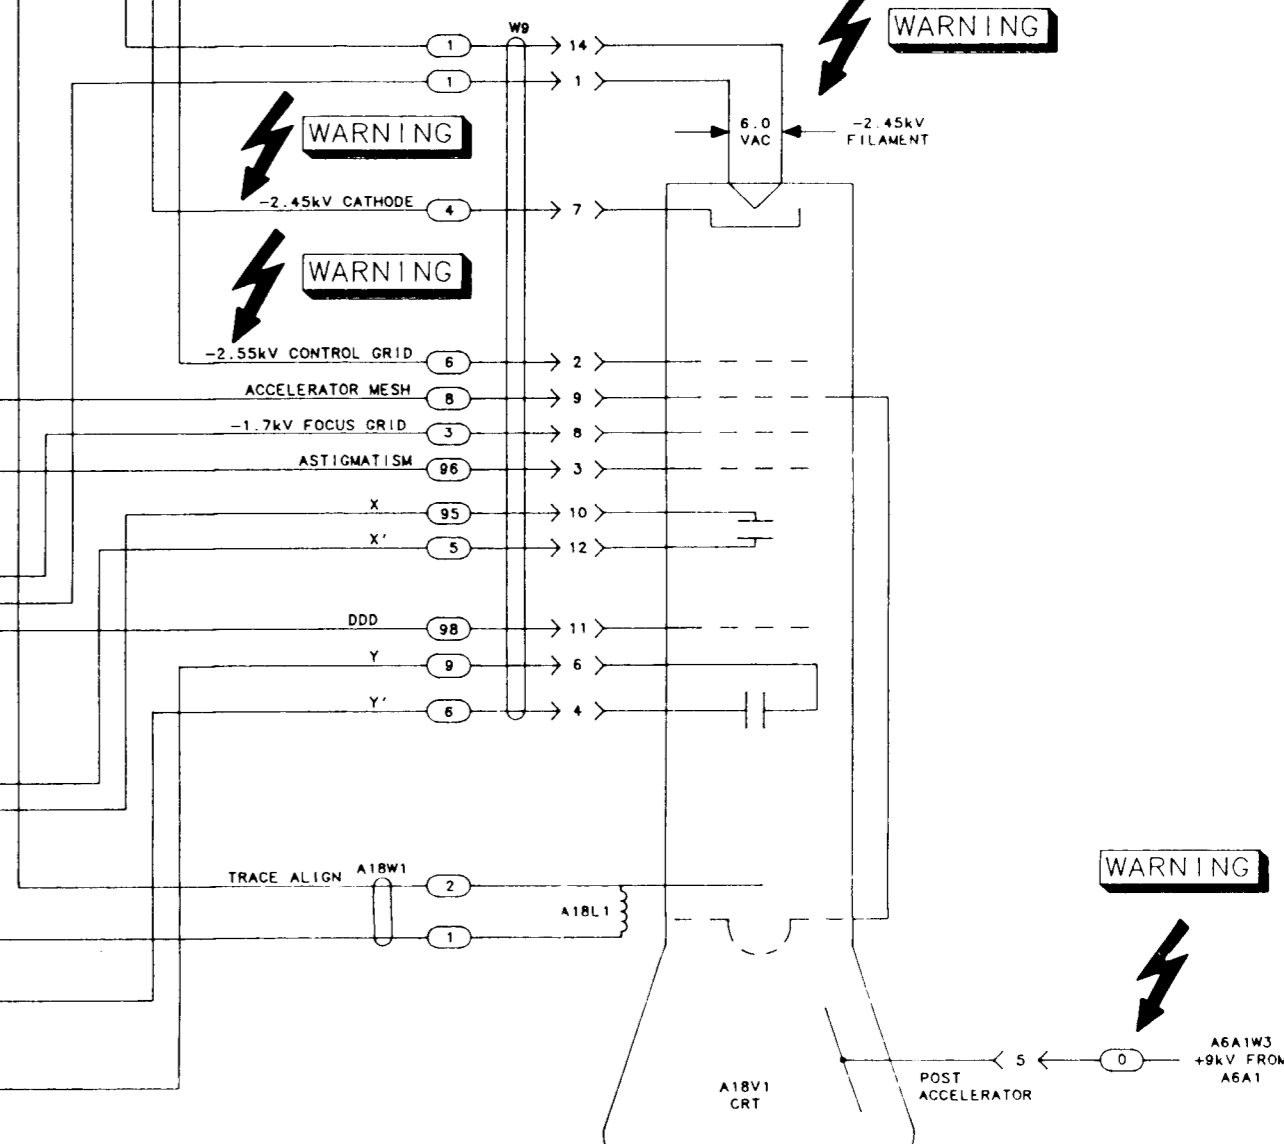 W9
WARNING
1 14
1 1
6.0
VAC
-2.45kV
FILAMENT
WARNING
-2.45kV CATHODE 4 7
WARNING
-2.55kV CONTROL GRID 6 2
ACCELERATOR MESH 8 9
-1.7kV FOCUS GRID 3 8
ASTIGMATISM 96 3
X 95 10
X' 5 12
DDD 98 11
Y 9 6
Y' 6 4
WARNING
TRACE ALIGN A18W1 2
A18L1
1
A18V1
CRT
POST
ACCELERATOR
5 0
A6A1W3
+9kV FROM
A6A1